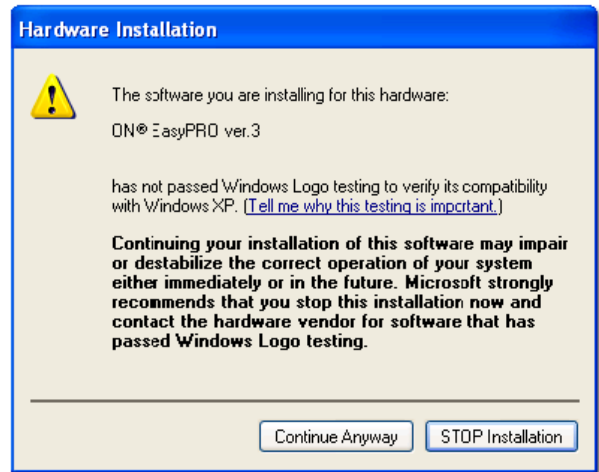 Hardware Installation
The software you are installing for this hardware:
ON® EasyPRO ver.3
has not passed Windows Logo testing to verify its compatibility
with Windows XP. (Tell me why this testing is important.)
Continuing your installation of this software may impair
or destabilize the correct operation of your system
either immediately or in the future. Microsoft strongly
recommends that you stop this installation now and
contact the hardware vendor for software that has
passed Windows Logo testing.
Continue Anyway
STOP Installation